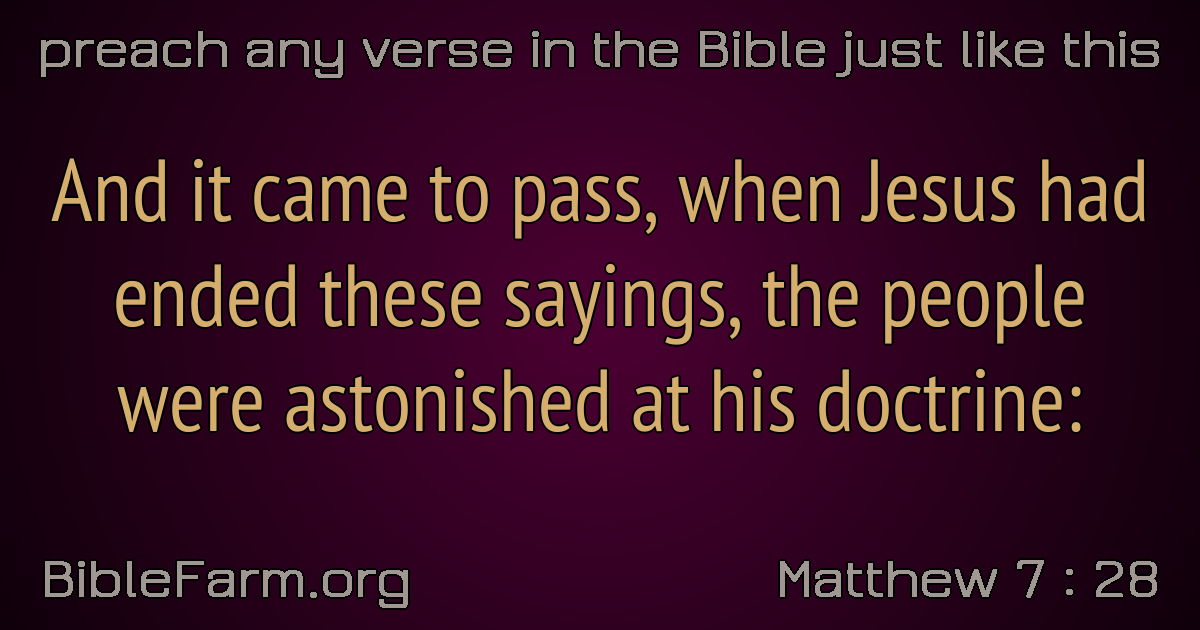 preach any verse in the Bible just like this
And it came to pass, when Jesus had
ended these sayings, the people
were astonished at his doctrine:
BibleFarm.org
Matthew 7 : 28